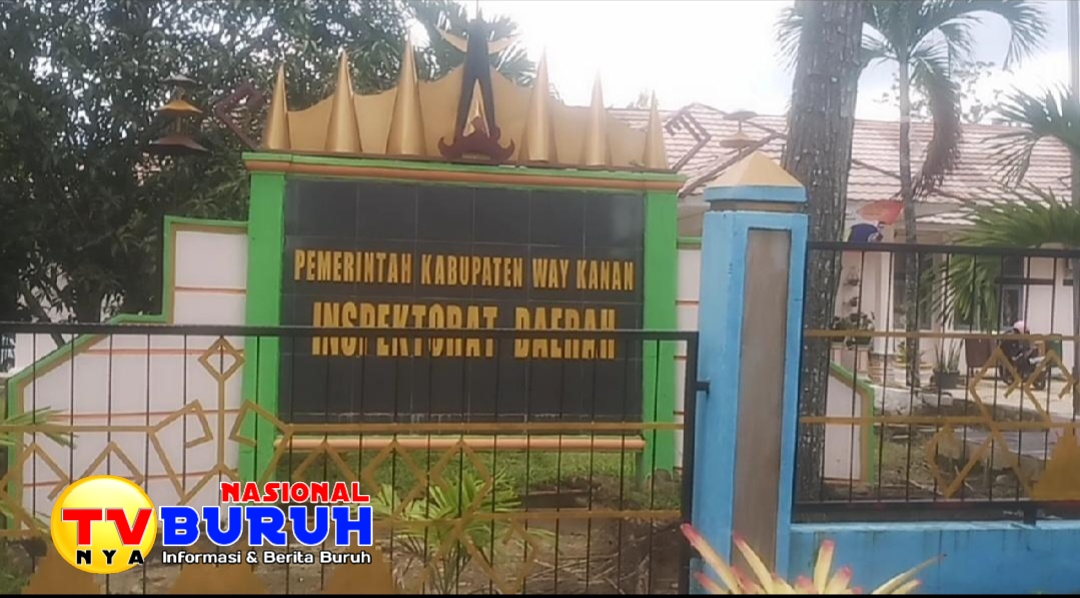 PEMERINTAH KABUPATEN WAY KANAN
INSPEKTORAT DAERAH
NASIONAL
TV BURUH
NYA
Informasi & Berita Buruh